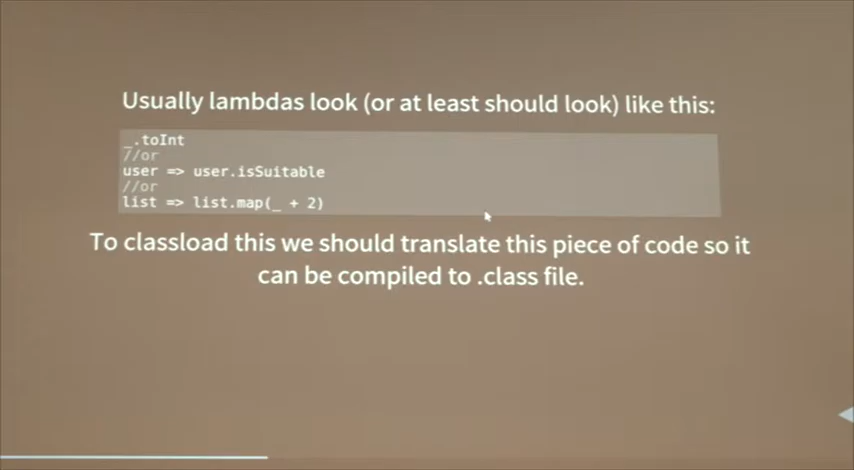 Usually lambdas look (or at least should look) like this:
_.toInt
//or
user => user.isSuitable
//or
list => list.map(_ + 2)
To classload this we should translate this piece of code so it
can be compiled to .class file.